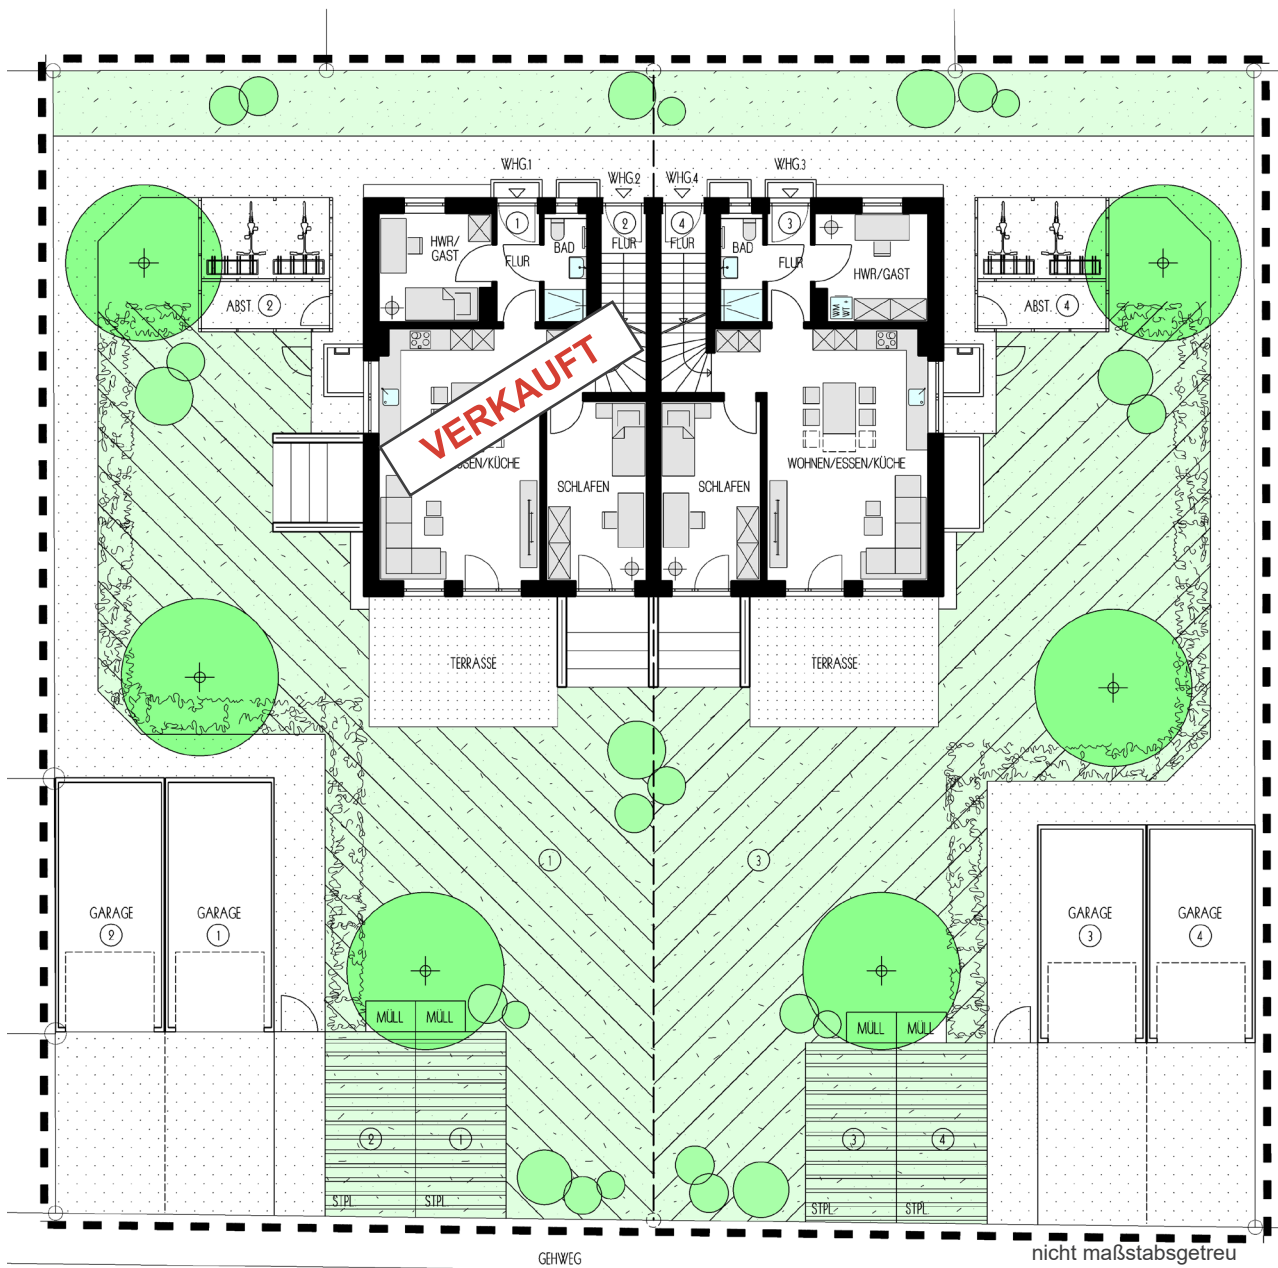 WHG.1
WHG.3
WHG.2
WHG.4
1
2
4
3
HWR/
GAST
BAD
FLUR
FLUR
FLUR
BAD
FLUR
HWR/GAST
ABST. 2
ABST. 4
VERKAUFT
SSEN/KÜCHE
WOHNEN/ESSEN/KÜCHE
SCHLAFEN
SCHLAFEN
TERRASSE
TERRASSE
1
3
GARAGE
2
GARAGE
1
GARAGE
3
GARAGE
4
MÜLL
MÜLL
MÜLL
MÜLL
2
1
3
4
STPL.
STPL.
STPL.
STPL.
GEHWEG
nicht maßstabsgetreu